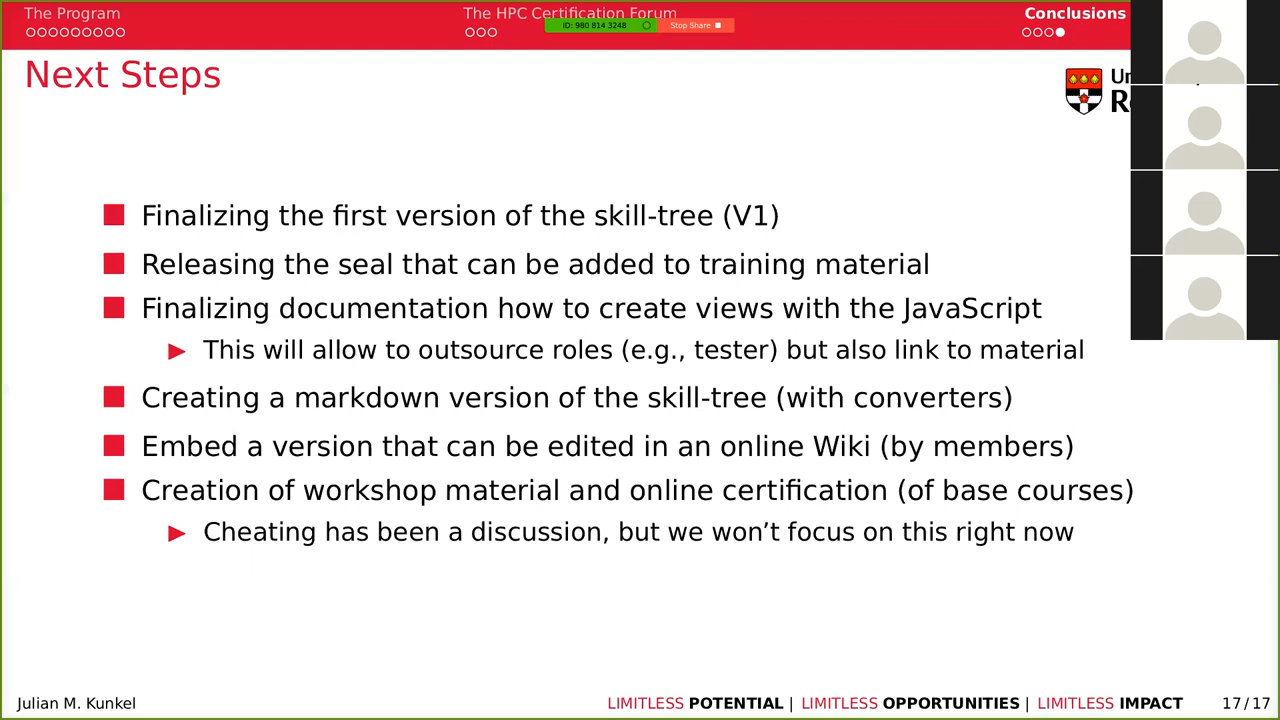 The Program
The HPC Certification Forum
Conclusions
ID: 980 814 3248
Stop Share
Next Steps
Finalizing the first version of the skill-tree (V1)
Releasing the seal that can be added to training material
Finalizing documentation how to create views with the JavaScript
This will allow to outsource roles (e.g., tester) but also link to material
Creating a markdown version of the skill-tree (with converters)
Embed a version that can be edited in an online Wiki (by members)
Creation of workshop material and online certification (of base courses)
Cheating has been a discussion, but we won’t focus on this right now
Julian M. Kunkel
LIMITLESS POTENTIAL | LIMITLESS OPPORTUNITIES | LIMITLESS IMPACT
17/17